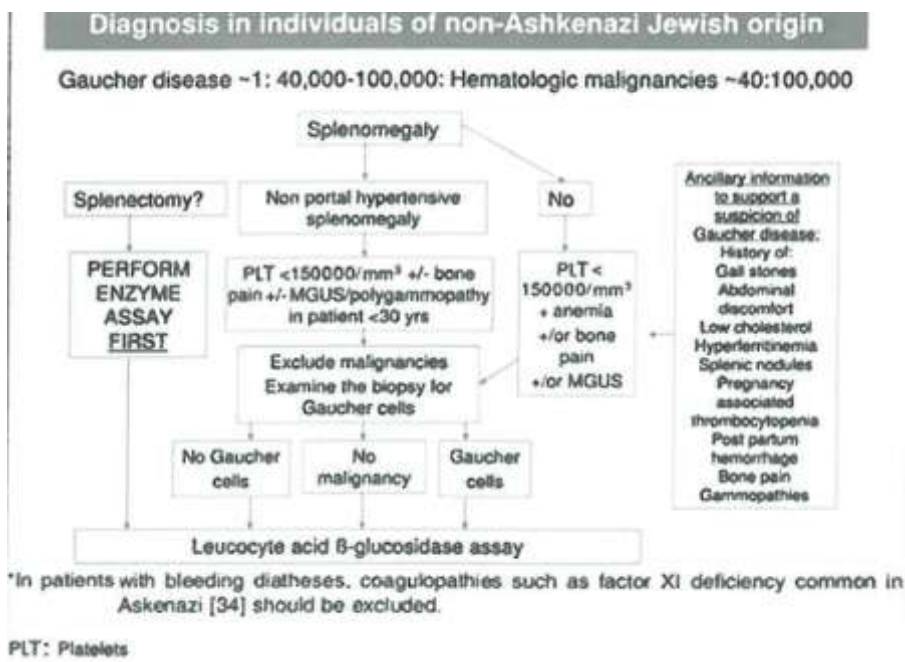 Diagnosis in individuals of non-Ashkenazi Jewish origin
Gaucher disease ~1: 40,000-100,000: Hematologic malignancies ~40:100,000
Splenomegaly
Splenectomy?
Non portal hypertensive
splenomegaly
No
PERFORM
ENZYME
ASSAY
FIRST
PLT <150000/mm³ +/- bone
pain +/- MGUS/polygammopathy
in patient <30 yrs
PLT <
150000/mm³
+ anemia
+/or bone
pain
+/or MGUS
Ancillary information
to support a
suspicion of
Gaucher disease:
History of:
Gall stones
Abdominal
discomfort
Low cholesterol
Hyperferritinemia
Splenic nodules
Pregnancy
associated
thrombocytopenia
Post partum
hemorrhage
Bone pain
Gammopathies
Exclude malignancies
Examine the biopsy for
Gaucher cells
No Gaucher
cells
No
malignancy
Gaucher
cells
Leucocyte acid ß-glucosidase assay
*In patients with bleeding diatheses, coagulopathies such as factor XI deficiency common in
Askenazi [34] should be excluded.
PLT: Platelets